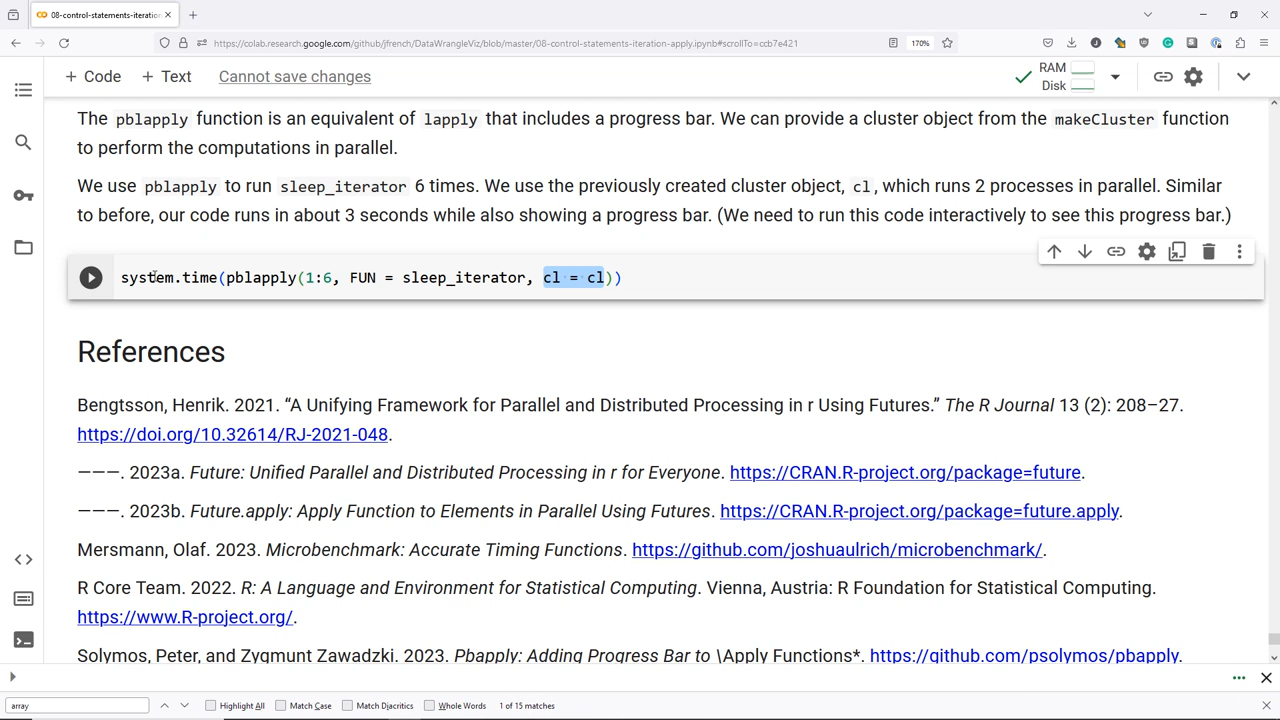 08-control-statements-iteration
https://colab.research.google.com/github/jfrench/DataWrangleViz/blob/master/08-control-statements-iteration-apply.ipynb#scrollTo=ccb7e421
170%
+ Code + Text Cannot save changes
RAM
Disk
The pblapply function is an equivalent of lapply that includes a progress bar. We can provide a cluster object from the makeCluster function
to perform the computations in parallel.
We use pblapply to run sleep_iterator 6 times. We use the previously created cluster object, cl, which runs 2 processes in parallel. Similar
to before, our code runs in about 3 seconds while also showing a progress bar. (We need to run this code interactively to see this progress bar.)
system.time(pblapply(1:6, FUN = sleep_iterator, cl = cl))
References
Bengtsson, Henrik. 2021. “A Unifying Framework for Parallel and Distributed Processing in r Using Futures.” The R Journal 13 (2): 208–27.
https://doi.org/10.32614/RJ-2021-048.
———. 2023a. Future: Unified Parallel and Distributed Processing in r for Everyone. https://CRAN.R-project.org/package=future.
———. 2023b. Future.apply: Apply Function to Elements in Parallel Using Futures. https://CRAN.R-project.org/package=future.apply.
Mersmann, Olaf. 2023. Microbenchmark: Accurate Timing Functions. https://github.com/joshuaulrich/microbenchmark/.
R Core Team. 2022. R: A Language and Environment for Statistical Computing. Vienna, Austria: R Foundation for Statistical Computing.
https://www.R-project.org/.
Solymos, Peter, and Zygmunt Zawadzki. 2023. Pbapply: Adding Progress Bar to \Apply Functions*. https://github.com/psolymos/pbapply.
array Highlight All Match Case Match Diacritics Whole Words 1 of 15 matches